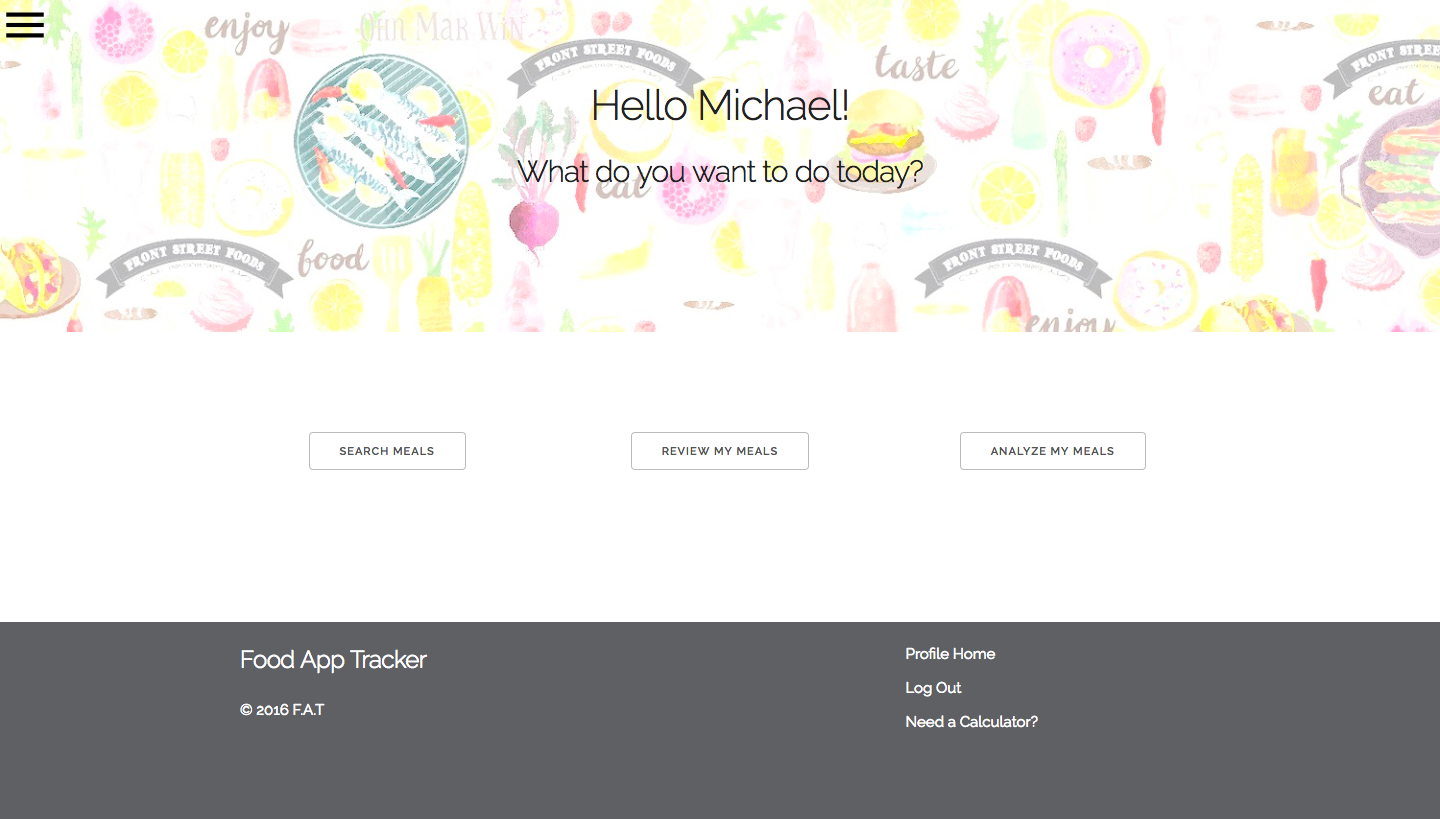 enjoy
Ohn Mar Win
FRONT STREET FOODS
FRONT STREET FOODS
taste
eat
Hello Michael!
What do you want to do today?
eat
FRONT STREET FOODS
food
FRONT STREET FOODS
enjoy
SEARCH MEALS
REVIEW MY MEALS
ANALYZE MY MEALS
Food App Tracker
© 2016 F.A.T
Profile Home
Log Out
Need a Calculator?